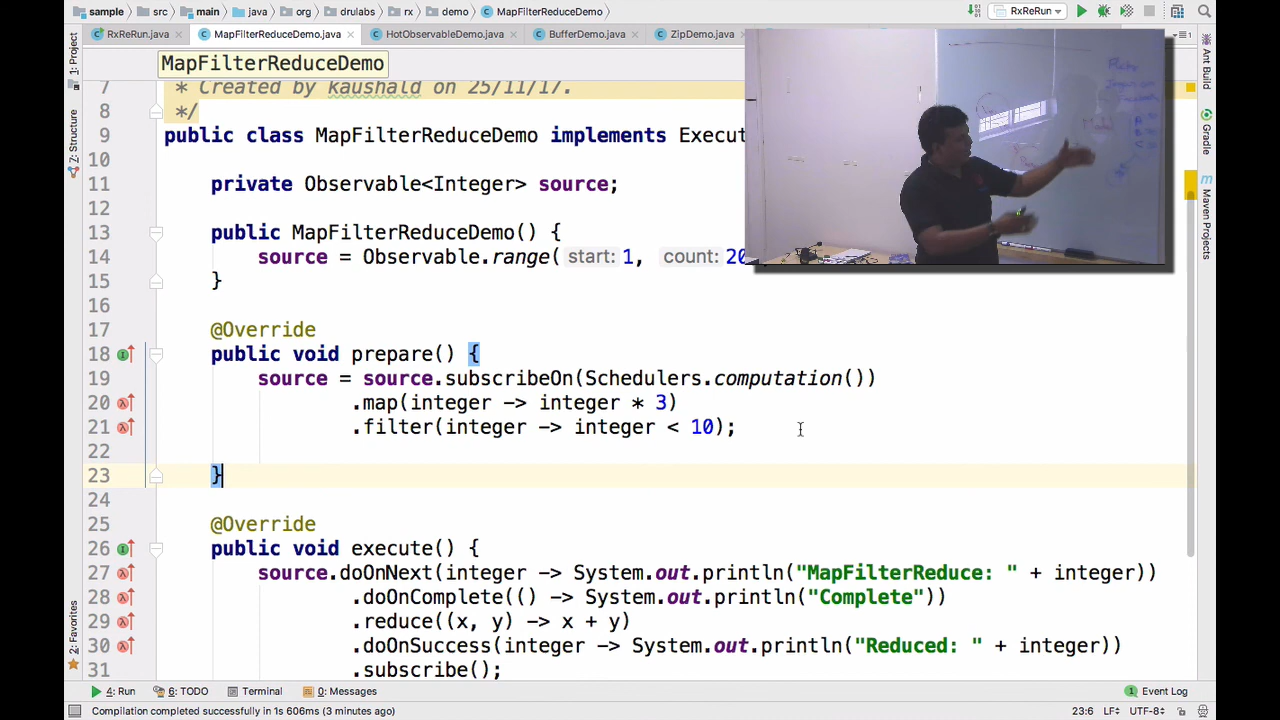 sample src main java org drulabs rx demo MapFilterReduceDemo RxReRun
RxReRun.java MapFilterReduceDemo.java HotObservableDemo.java BufferDemo.java ZipDemo.java
1: Project
Z: Structure
2: Favorites
Ant Build
Gradle
Maven Projects
MapFilterReduceDemo
7 * Created by kaushald on 25/11/17.
8 */
9 public class MapFilterReduceDemo implements Execut
10
11 private Observable<Integer> source;
12
13 public MapFilterReduceDemo() {
14 source = Observable.range( start: 1, count: 20
15 }
16
17 @Override
18 public void prepare() {
19 source = source.subscribeOn(Schedulers.computation())
20 .map(integer -> integer * 3)
21 .filter(integer -> integer < 10);
22
23 }
24
25 @Override
26 public void execute() {
27 source.doOnNext(integer -> System.out.println("MapFilterReduce: " + integer))
28 .doOnComplete(() -> System.out.println("Complete"))
29 .reduce((x, y) -> x + y)
30 .doOnSuccess(integer -> System.out.println("Reduced: " + integer))
31 .subscribe();
4: Run 6: TODO Terminal 0: Messages 1 Event Log
Compilation completed successfully in 1s 606ms (3 minutes ago) 23:6 LF UTF-8